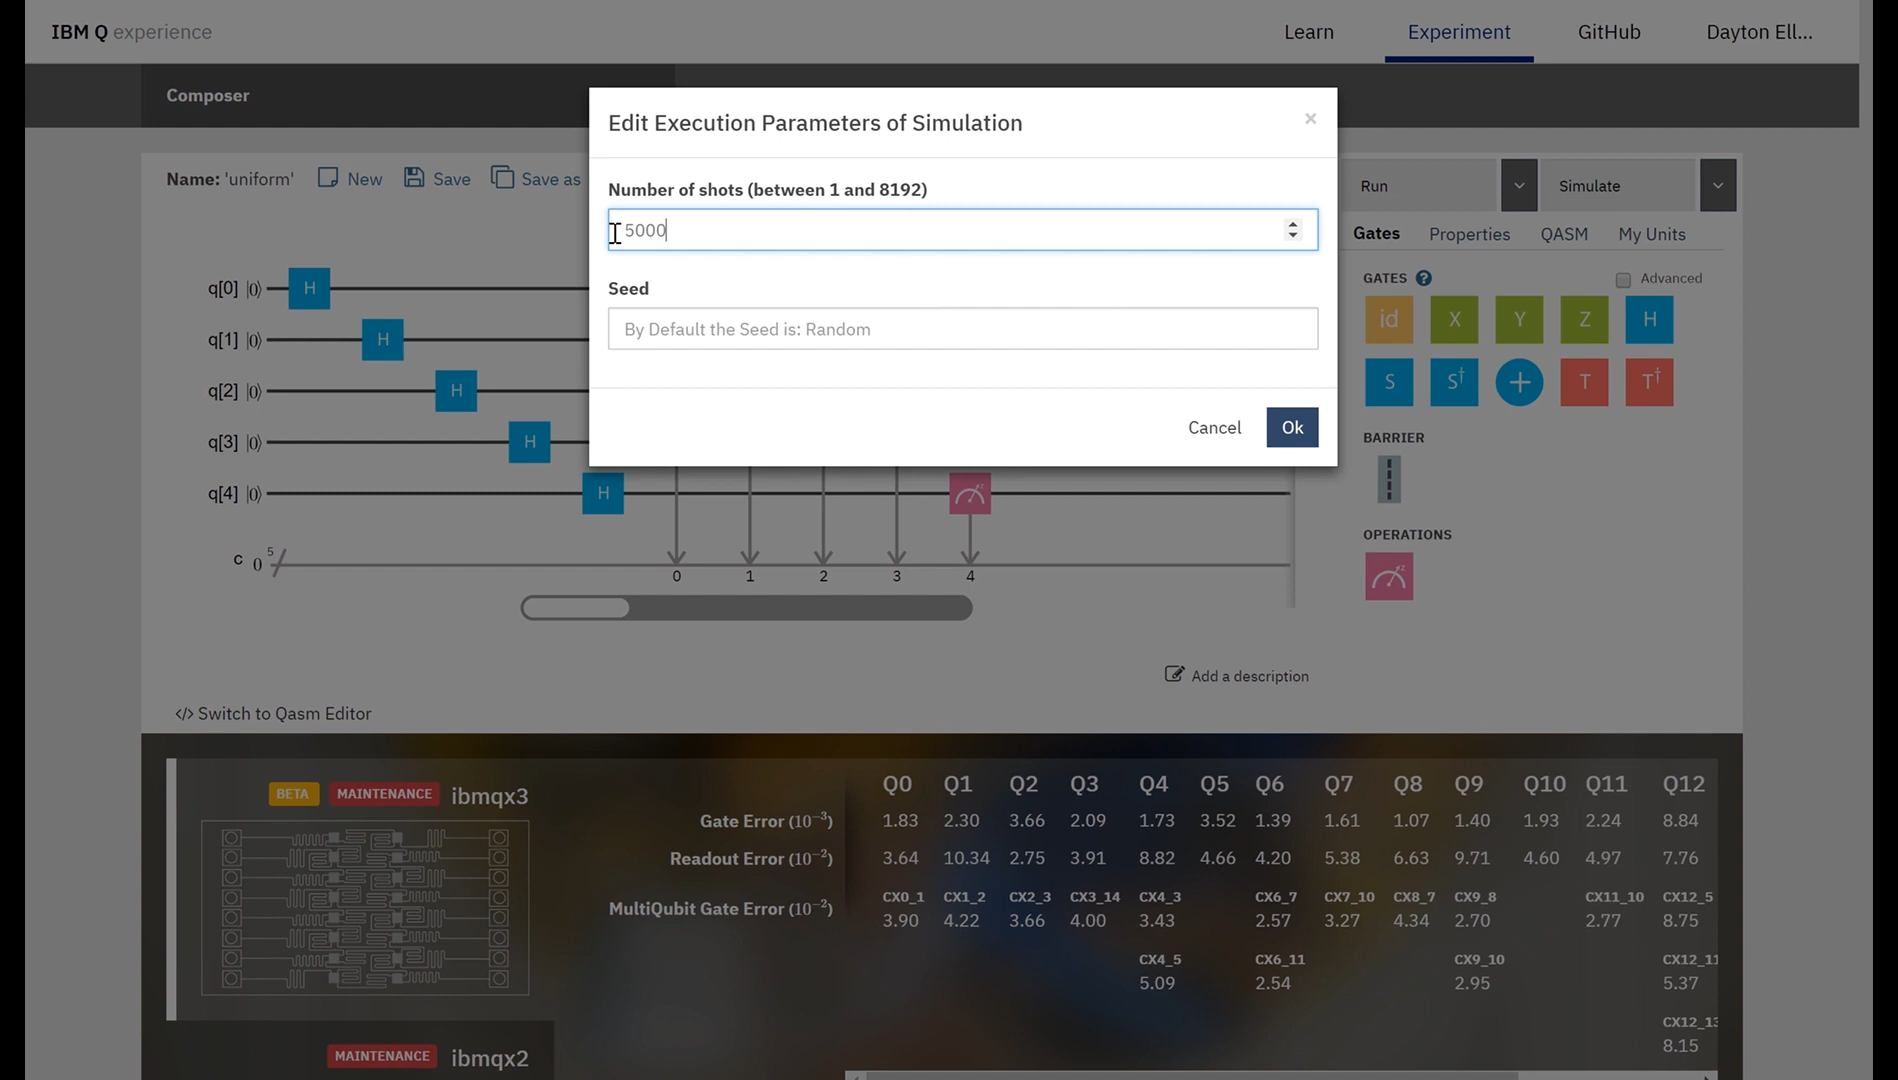 IBM Q experience
Learn
Experiment
GitHub
Dayton Ell...
Composer
Name: 'uniform'
New
Save
Save as
Edit Execution Parameters of Simulation
×
Number of shots (between 1 and 8192)
5000
Seed
By Default the Seed is: Random
Cancel
Ok
Run
Simulate
Gates
Properties
QASM
My Units
GATES ?
Advanced
id X Y Z H
S S† + T T†
BARRIER
OPERATIONS
z
q[0] |0⟩ H
q[1] |0⟩ H
q[2] |0⟩ H
q[3] |0⟩ H
q[4] |0⟩ H z
c 0 5
0 1 2 3 4
Add a description
</> Switch to Qasm Editor
BETA MAINTENANCE ibmqx3
Q0 Q1 Q2 Q3 Q4 Q5 Q6 Q7 Q8 Q9 Q10 Q11 Q12
Gate Error (10⁻³) 1.83 2.30 3.66 2.09 1.73 3.52 1.39 1.61 1.07 1.40 1.93 2.24 8.84
Readout Error (10⁻²) 3.64 10.34 2.75 3.91 8.82 4.66 4.20 5.38 6.63 9.71 4.60 4.97 7.76
CX0_1 CX1_2 CX2_3 CX3_14 CX4_3 CX6_7 CX7_10 CX8_7 CX9_8 CX11_10 CX12_5
MultiQubit Gate Error (10⁻²) 3.90 4.22 3.66 4.00 3.43 2.57 3.27 4.34 2.70 2.77 8.75
CX4_5 CX6_11 CX9_10 CX12_11
5.09 2.54 2.95 5.37
CX12_13
8.15
MAINTENANCE ibmqx2